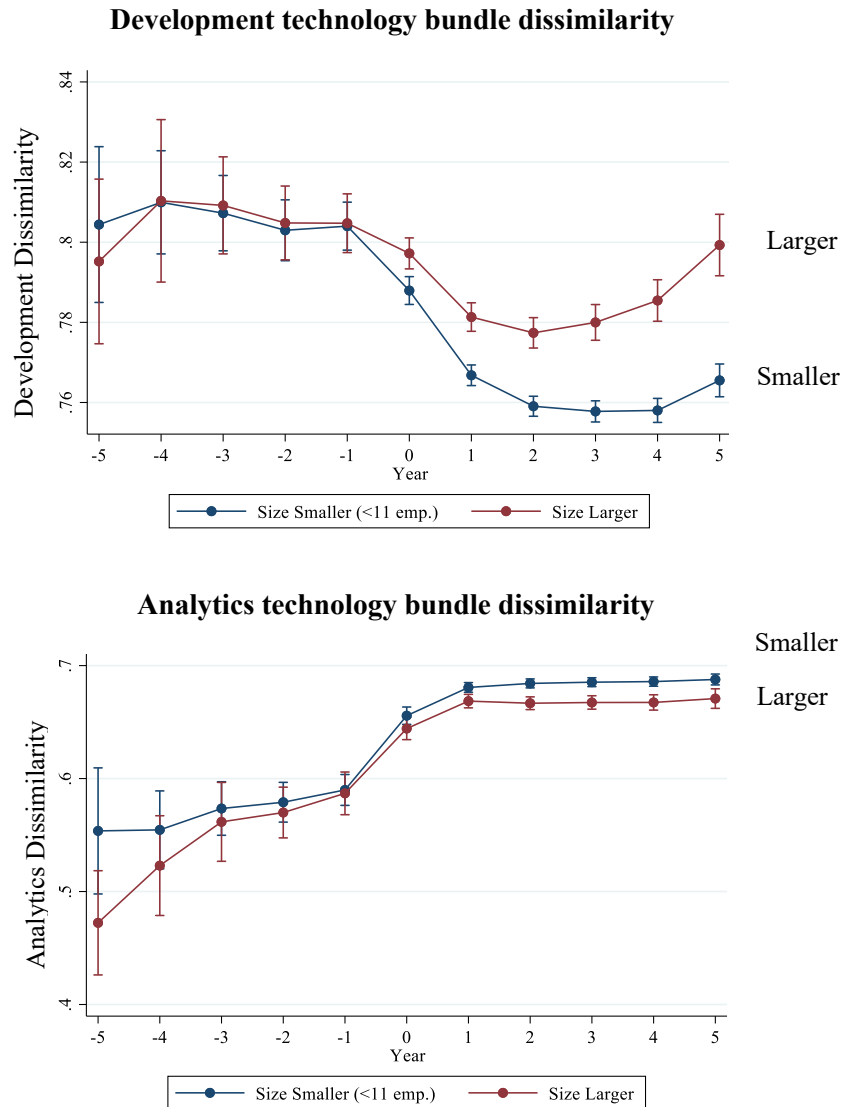 Development technology bundle dissimilarity
Development Dissimilarity
.84
.82
.8
.78
.76
-5 -4 -3 -2 -1 0 1 2 3 4 5
Year
Larger
Smaller
Size Smaller (<11 emp.) Size Larger
Analytics technology bundle dissimilarity
Analytics Dissimilarity
.7
.6
.5
.4
-5 -4 -3 -2 -1 0 1 2 3 4 5
Year
Smaller
Larger
Size Smaller (<11 emp.) Size Larger